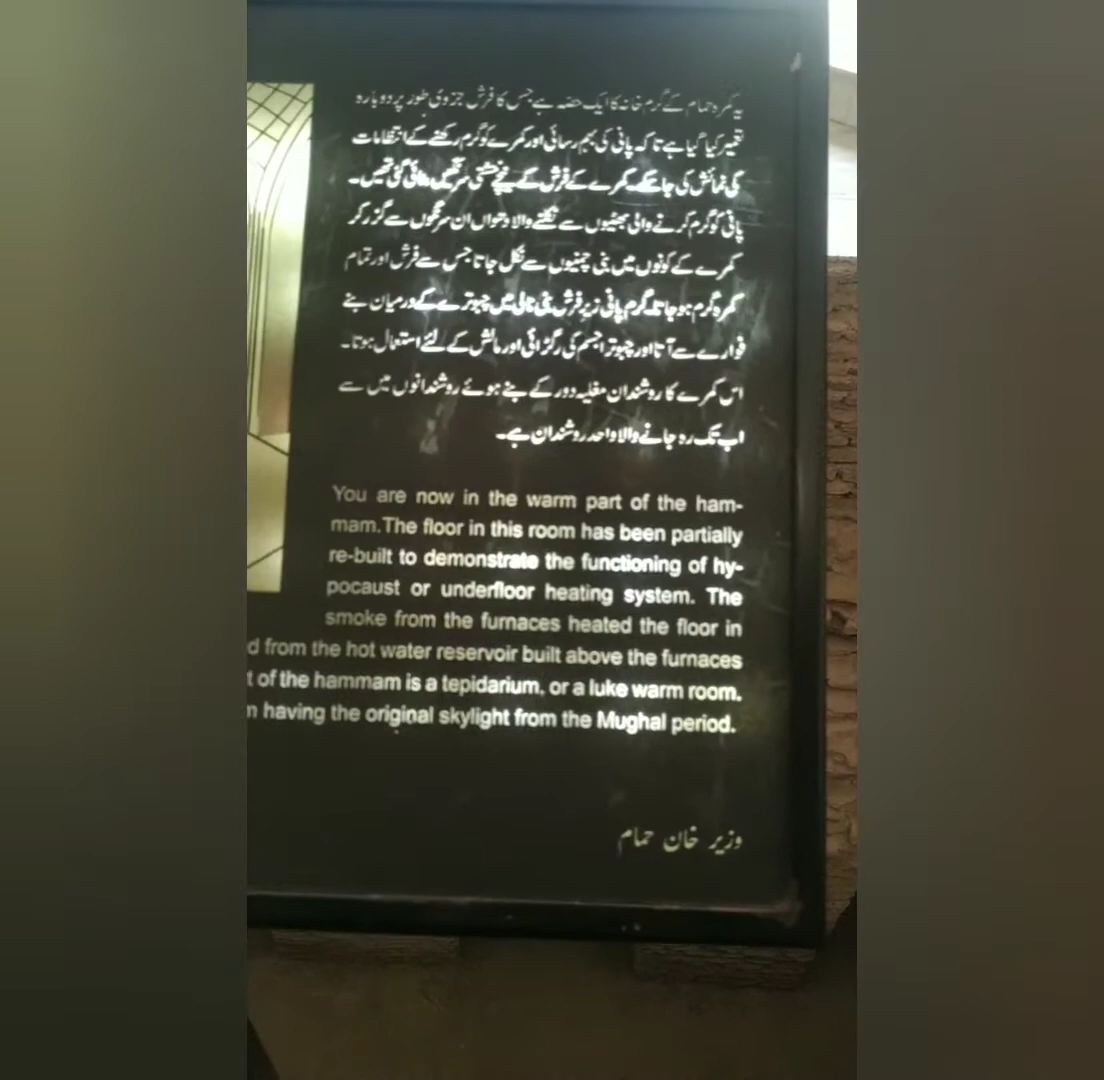 یہ کمرہ حمام کے گرم خانہ کا ایک حصہ ہے جس کا فرش جزوی طور پر دوبارہ
تعمیر کیا گیا ہے تاکہ پانی کی بہم رسائی اور کمرے کو گرم رکھنے کے انتظامات
کی نمائش کی جا سکے۔ کمرے کے فرش کے نیچے خشتی سرنگیں بنائی گئی تھیں۔
پانی کو گرم کرنے والی بھٹیوں سے نکلنے والا دھواں ان سرنگوں سے گزر کر
کمرے کے کونوں میں بنی چمنیوں سے نکل جاتا جس سے فرش اور تمام
کمرہ گرم ہو جاتا۔ گرم پانی زیر فرش بنی نالی میں چبوترے کے درمیان بنے
فوارے سے آتا اور چبوترا جسم کی رگڑائی اور مالش کے لئے استعمال ہوتا۔
اس کمرے کا روشندان مغلیہ دور کے بنے ہوئے روشندانوں میں سے
اب تک رہ جانے والا واحد روشندان ہے۔
You are now in the warm part of the ham-
mam.The floor in this room has been partially
re-built to demonstrate the functioning of hy-
pocaust or underfloor heating system. The
smoke from the furnaces heated the floor in
d from the hot water reservoir built above the furnaces
t of the hammam is a tepidarium, or a luke warm room.
having the original skylight from the Mughal period.
وزیر خان حمام